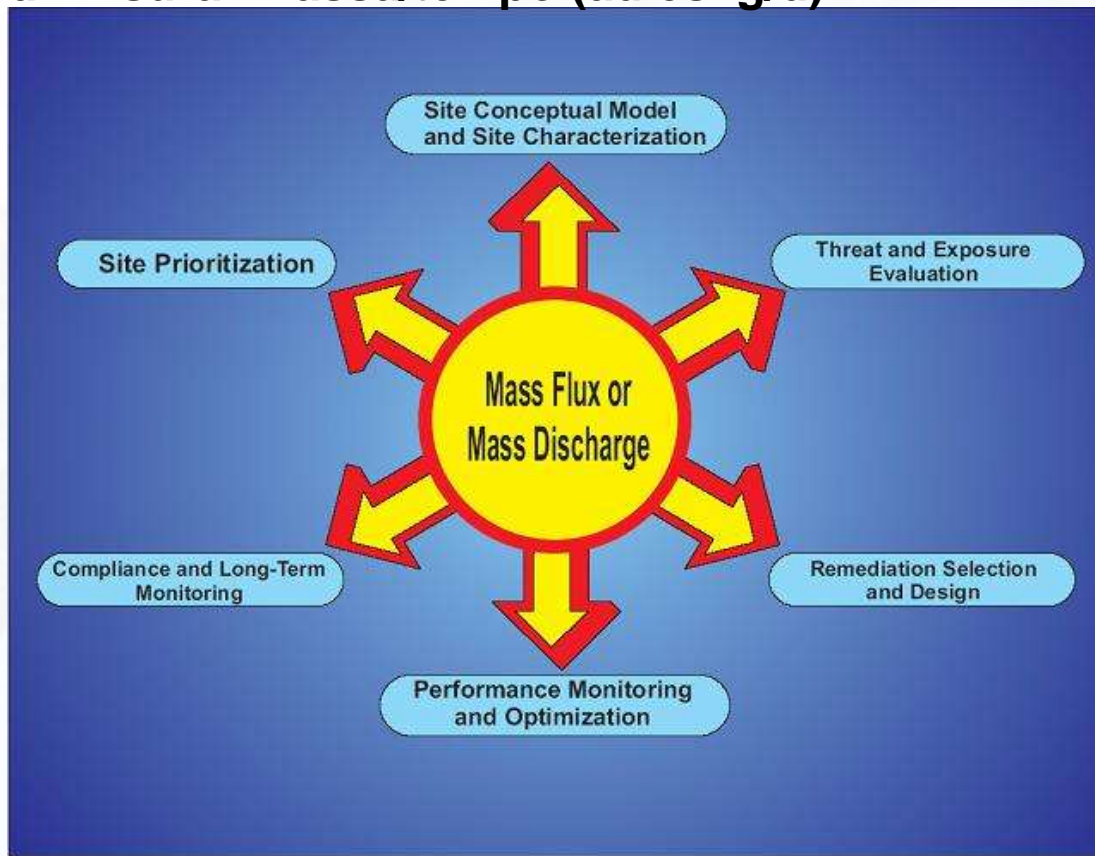 Site Conceptual Model
and Site Characterization
Site Prioritization
Threat and Exposure
Evaluation
Mass Flux or
Mass Discharge
Compliance and Long-Term
Monitoring
Remediation Selection
and Design
Performance Monitoring
and Optimization